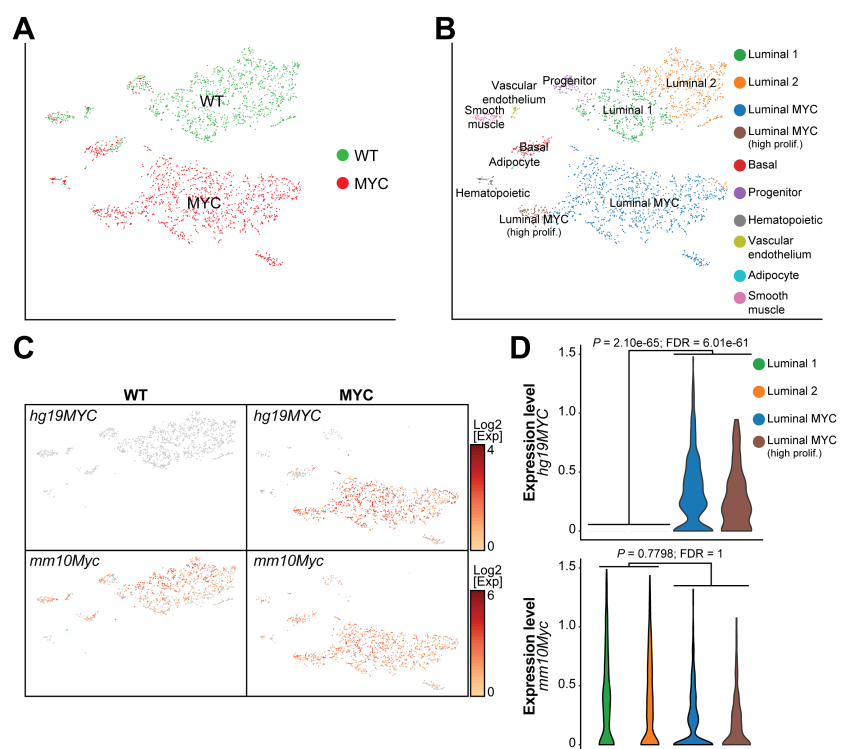 A
WT
MYC
WT
MYC
B
Progenitor
Vascular
endothelium
Smooth
muscle
Luminal 1
Luminal 2
Basal
Adipocyte
Hematopoietic
Luminal MYC
Luminal MYC
(high prolif.)
Luminal 1
Luminal 2
Luminal MYC
Luminal MYC
(high prolif.)
Basal
Progenitor
Hematopoietic
Vascular
endothelium
Adipocyte
Smooth
muscle
C
WT
MYC
hg19MYC
hg19MYC
Log2
[Exp]
4
0
mm10Myc
mm10Myc
Log2
[Exp]
6
0
D
P = 2.10e-65; FDR = 6.01e-61
Expression level
hg19MYC
1.5
1.0
0.5
0
Luminal 1
Luminal 2
Luminal MYC
Luminal MYC
(high prolif.)
P = 0.7798; FDR = 1
Expression level
mm10Myc
1.5
1.0
0.5
0